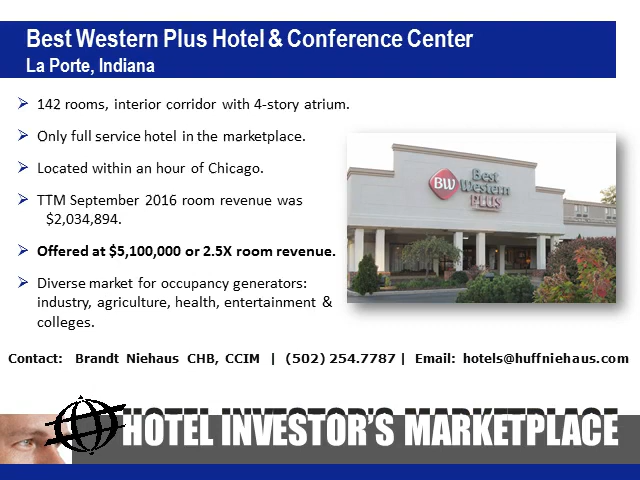 Best Western Plus Hotel & Conference Center
La Porte, Indiana
142 rooms, interior corridor with 4-story atrium.
Only full service hotel in the marketplace.
Located within an hour of Chicago.
TTM September 2016 room revenue was
$2,034,894.
Offered at $5,100,000 or 2.5X room revenue.
Diverse market for occupancy generators:
industry, agriculture, health, entertainment &
colleges.
BW
Best
Western
PLUS
Contact: Brandt Niehaus CHB, CCIM | (502) 254.7787 | Email: hotels@huffniehaus.com
HOTEL INVESTOR'S MARKETPLACE